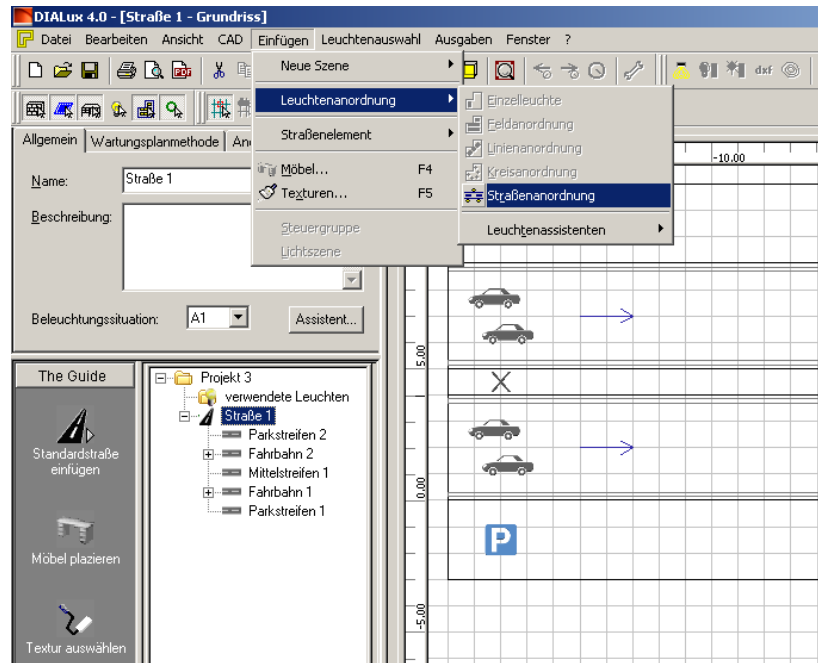 DIALux 4.0 - [Straße 1 - Grundriss]
Datei Bearbeiten Ansicht CAD Einfügen Leuchtenauswahl Ausgaben Fenster ?
Neue Szene
Leuchtenanordnung
Straßenelement
Möbel... F4
Texturen... F5
Steuergruppe
Lichtszene
Einzelleuchte
Feldanordnung
Linienanordnung
Kreisanordnung
Straßenanordnung
Leuchtenassistenten
dxf
Allgemein Wartungsplanmethode
Name: Straße 1
Beschreibung:
Beleuchtungssituation: A1 Assistent...
The Guide
Standardstraße
einfügen
Möbel plazieren
Textur auswählen
Projekt 3
verwendete Leuchten
Straße 1
Parkstreifen 2
Fahrbahn 2
Mittelstreifen 1
Fahrbahn 1
Parkstreifen 1
-10.00
5.00
0.00
-5.00
X
P